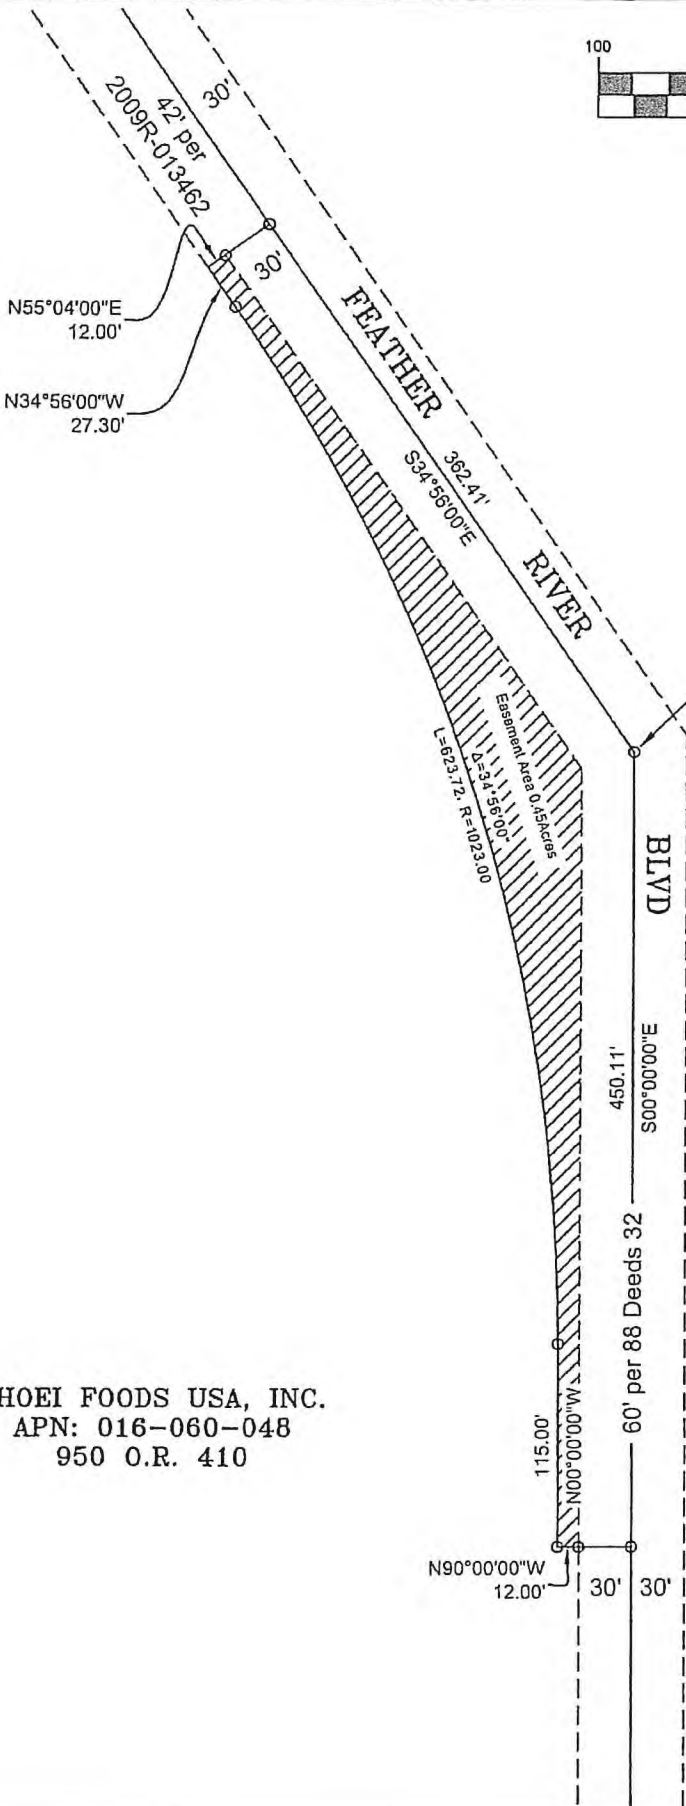 100
30'
42' per
2009R-013462
30'
N55°04'00"E
12.00'
N34°56'00"W
27.30'
FEATHER
362.41'
S34°56'00"E
RIVER
Easement Area 0.45Acres
Δ=34°56'00"
L=623.72, R=1023.00
BLVD
450.11'
S00°00'00"E
60' per 88 Deeds 32
HOEI FOODS USA, INC.
APN: 016-060-048
950 O.R. 410
115.00'
N00°00'00"W
N90°00'00"W
12.00'
30'
30'